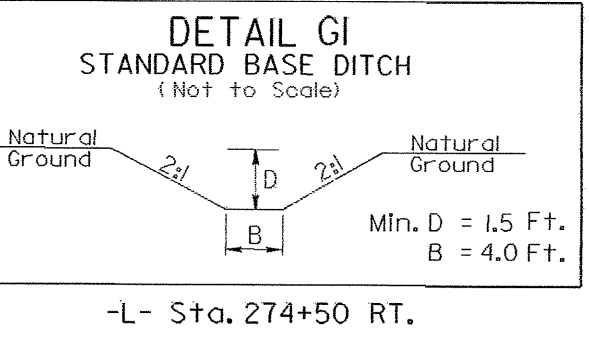 DETAIL G1
STANDARD BASE DITCH
(Not to Scale)
Natural
Ground
2:1
D
2:1
Natural
Ground
B
Min. D = 1.5 Ft.
B = 4.0 Ft.
-L- Sta. 274+50 RT.